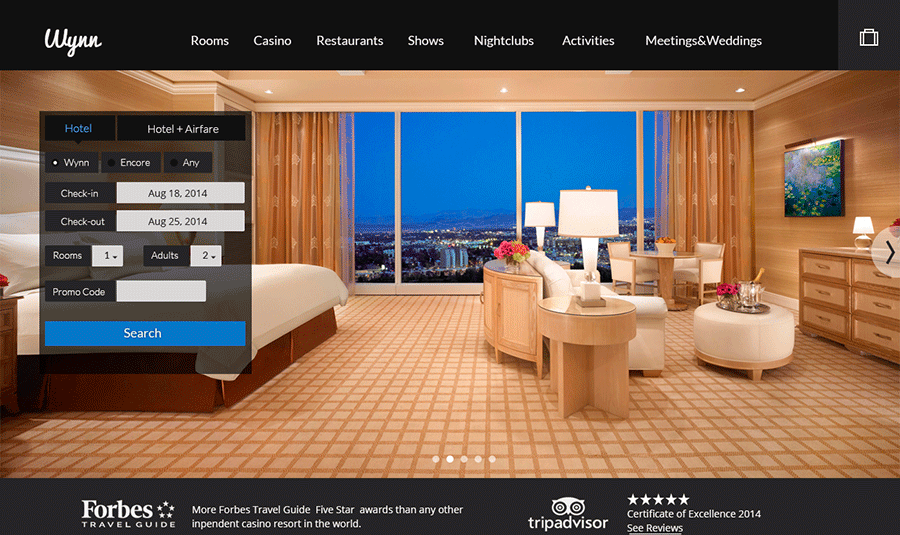 Wynn
Rooms Casino Restaurants Shows Nightclubs Activities Meetings&Weddings
Hotel Hotel + Airfare
Wynn Encore Any
Check-in Aug 18, 2014
Check-out Aug 25, 2014
Rooms 1 Adults 2
Promo Code
Search
Forbes
TRAVEL GUIDE
More Forbes Travel Guide Five Star awards than any other
inpendent casino resort in the world.
tripadvisor
Certificate of Excellence 2014
See Reviews